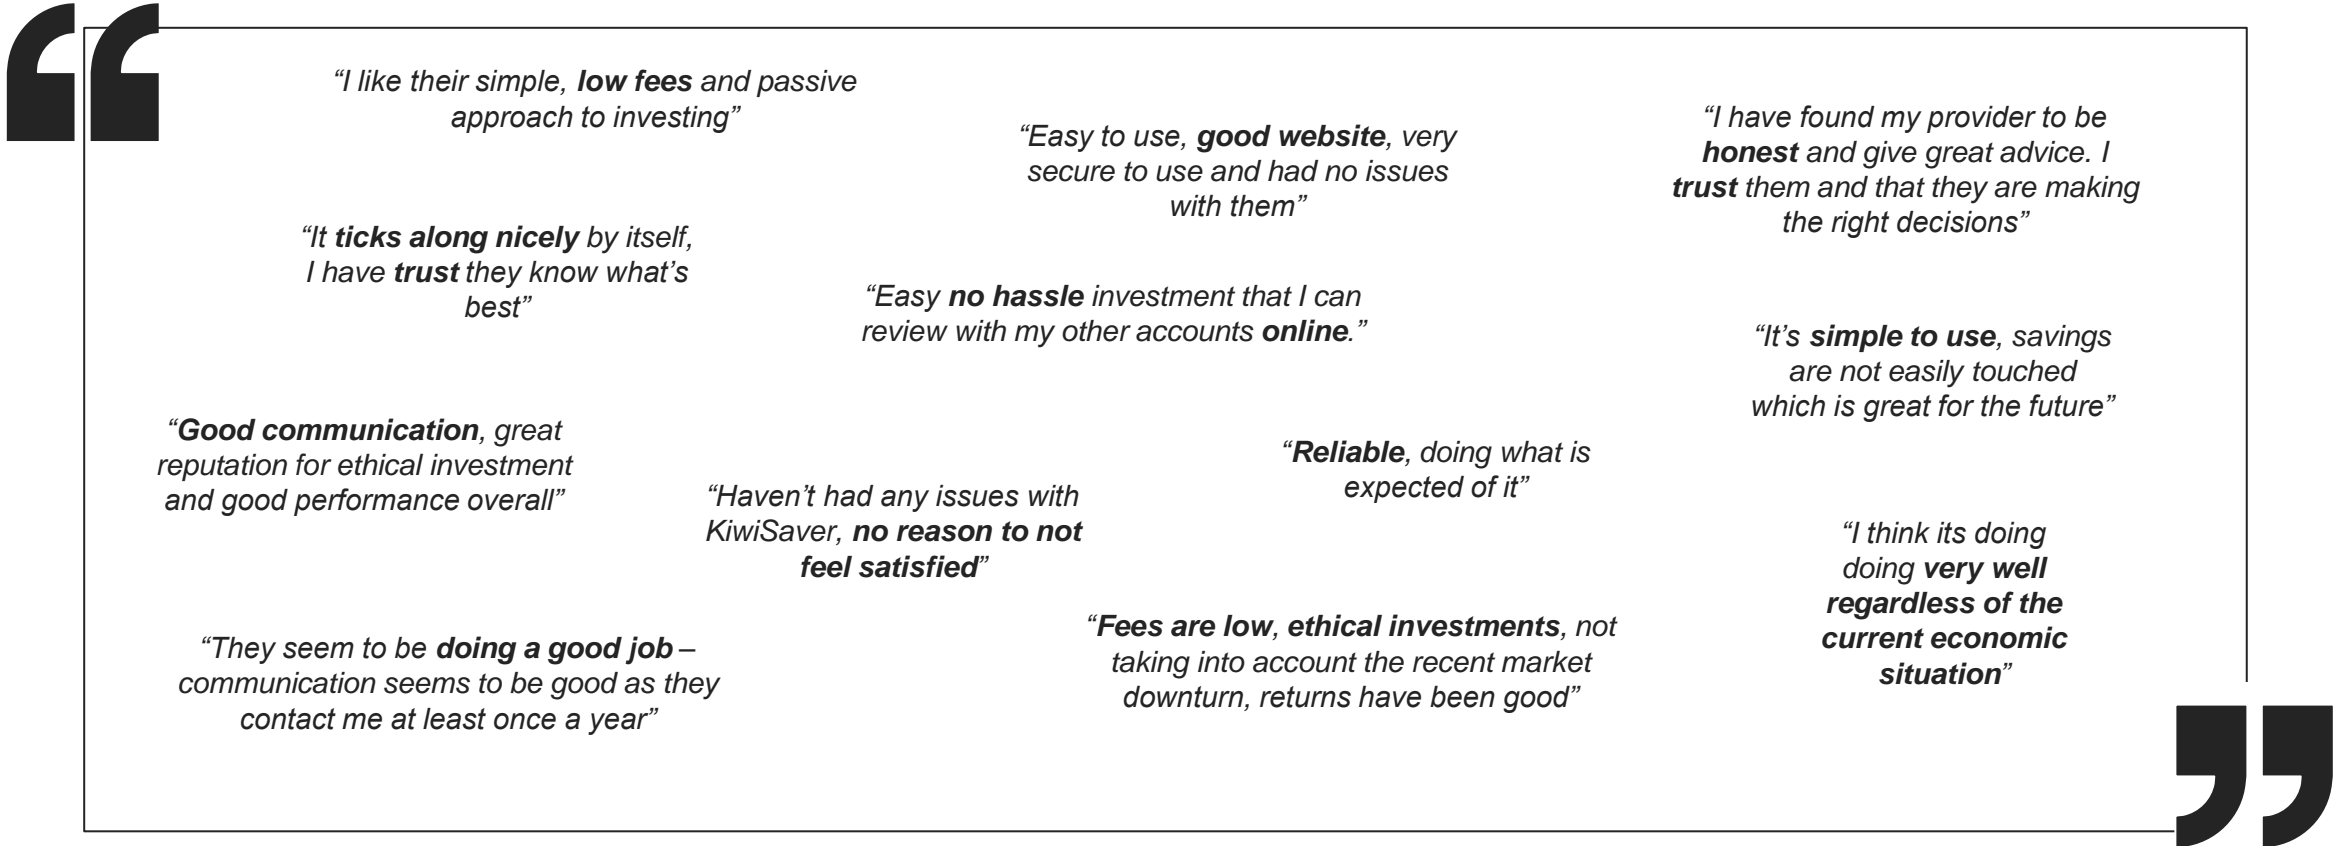 “I like their simple, low fees and passive
approach to investing”
“Easy to use, good website, very
secure to use and had no issues
with them”
“I have found my provider to be
honest and give great advice. I
trust them and that they are making
the right decisions”
“It ticks along nicely by itself,
I have trust they know what’s
best”
“Easy no hassle investment that I can
review with my other accounts online.”
“It’s simple to use, savings
are not easily touched
which is great for the future”
“Good communication, great
reputation for ethical investment
and good performance overall”
“Haven’t had any issues with
KiwiSaver, no reason to not
feel satisfied”
“Reliable, doing what is
expected of it”
“I think its doing
doing very well
regardless of the
current economic
situation”
“They seem to be doing a good job –
communication seems to be good as they
contact me at least once a year”
“Fees are low, ethical investments, not
taking into account the recent market
downturn, returns have been good”